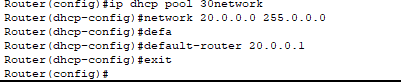 Router(config)#ip dhcp pool 30network
Router(dhcp-config)#network 20.0.0.0 255.0.0.0
Router(dhcp-config)#defa
Router(dhcp-config)#default-router 20.0.0.1
Router(dhcp-config)#exit
Router(config)#